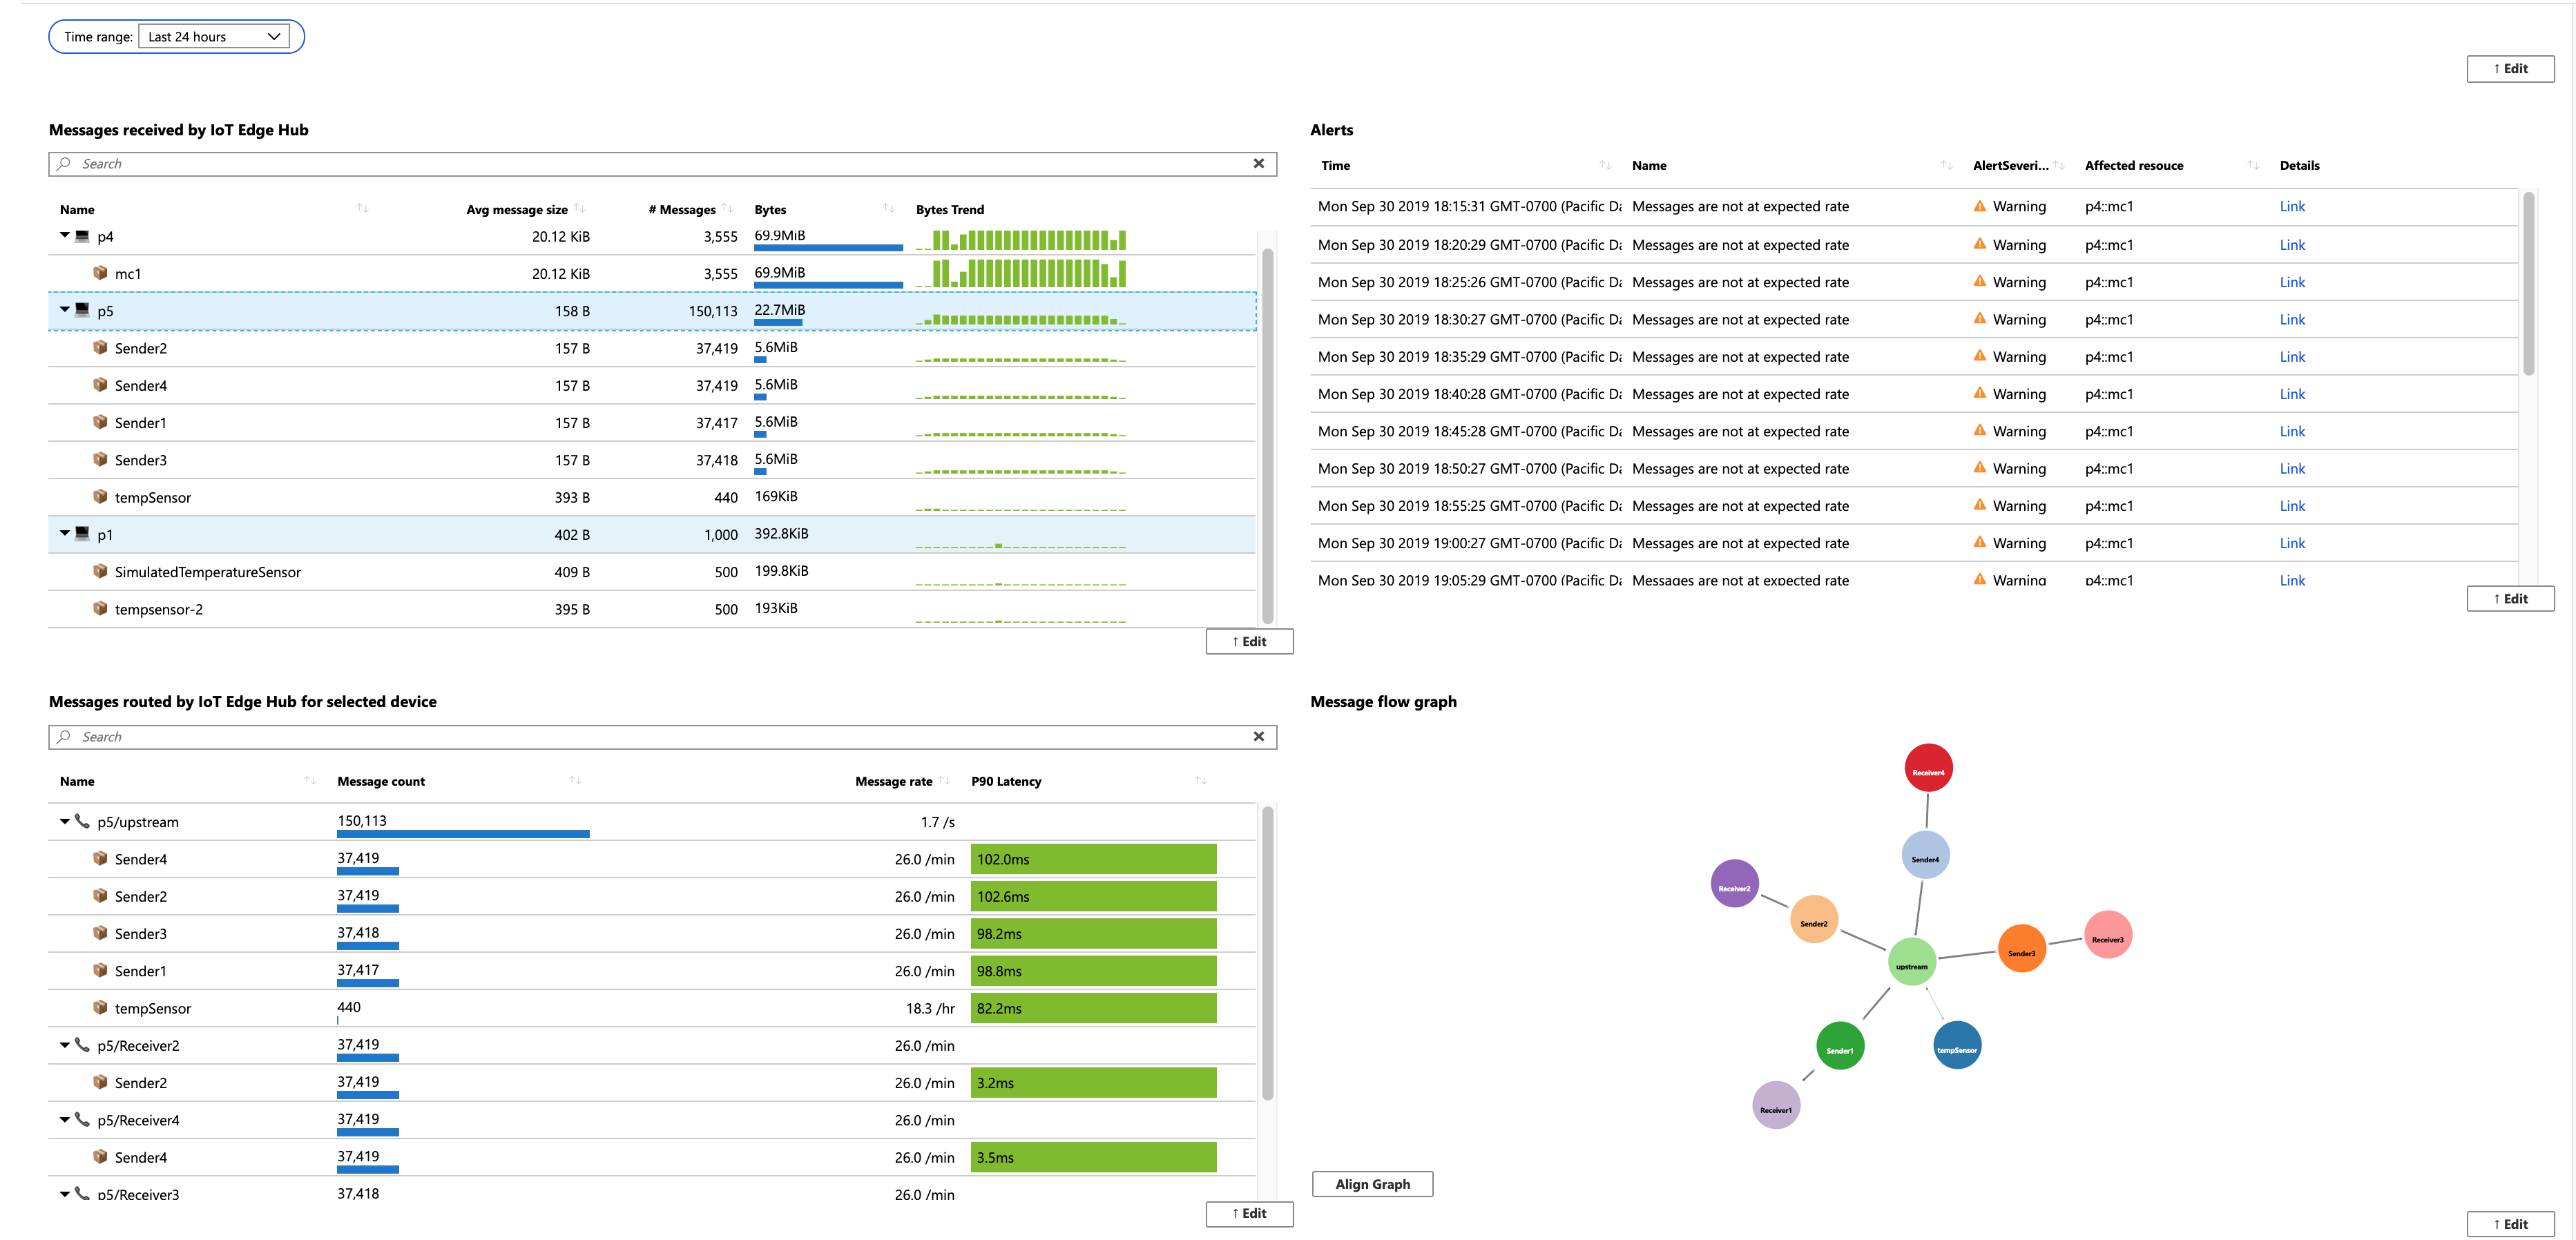 Time range: Last 24 hours
↑ Edit
Messages received by IoT Edge Hub
Search
Name Avg message size # Messages Bytes Bytes Trend
p4 20.12 KiB 3,555 69.9MiB
mc1 20.12 KiB 3,555 69.9MiB
p5 158 B 150,113 22.7MiB
Sender2 157 B 37,419 5.6MiB
Sender4 157 B 37,419 5.6MiB
Sender1 157 B 37,417 5.6MiB
Sender3 157 B 37,418 5.6MiB
tempSensor 393 B 440 169KiB
p1 402 B 1,000 392.8KiB
SimulatedTemperatureSensor 409 B 500 199.8KiB
tempsensor-2 395 B 500 193KiB
↑ Edit
Alerts
Time Name AlertSeveri... Affected resouce Details
Mon Sep 30 2019 18:15:31 GMT-0700 (Pacific Da Messages are not at expected rate Warning p4::mc1 Link
Mon Sep 30 2019 18:20:29 GMT-0700 (Pacific Da Messages are not at expected rate Warning p4::mc1 Link
Mon Sep 30 2019 18:25:26 GMT-0700 (Pacific Da Messages are not at expected rate Warning p4::mc1 Link
Mon Sep 30 2019 18:30:27 GMT-0700 (Pacific Da Messages are not at expected rate Warning p4::mc1 Link
Mon Sep 30 2019 18:35:29 GMT-0700 (Pacific Da Messages are not at expected rate Warning p4::mc1 Link
Mon Sep 30 2019 18:40:28 GMT-0700 (Pacific Da Messages are not at expected rate Warning p4::mc1 Link
Mon Sep 30 2019 18:45:28 GMT-0700 (Pacific Da Messages are not at expected rate Warning p4::mc1 Link
Mon Sep 30 2019 18:50:27 GMT-0700 (Pacific Da Messages are not at expected rate Warning p4::mc1 Link
Mon Sep 30 2019 18:55:25 GMT-0700 (Pacific Da Messages are not at expected rate Warning p4::mc1 Link
Mon Sep 30 2019 19:00:27 GMT-0700 (Pacific Da Messages are not at expected rate Warning p4::mc1 Link
Mon Sep 30 2019 19:05:29 GMT-0700 (Pacific Da Messages are not at expected rate Warning p4::mc1 Link
↑ Edit
Messages routed by IoT Edge Hub for selected device
Search
Name Message count Message rate P90 Latency
p5/upstream 150,113 1.7 /s
Sender4 37,419 26.0 /min 102.0ms
Sender2 37,419 26.0 /min 102.6ms
Sender3 37,418 26.0 /min 98.2ms
Sender1 37,417 26.0 /min 98.8ms
tempSensor 440 18.3 /hr 82.2ms
p5/Receiver2 37,419 26.0 /min
Sender2 37,419 26.0 /min 3.2ms
p5/Receiver4 37,419 26.0 /min
Sender4 37,419 26.0 /min 3.5ms
p5/Receiver3 37,418 26.0 /min
↑ Edit
Message flow graph
Receiver4
Sender4
Receiver2
Sender2
Receiver3
Sender3
upstream
Sender1
tempSensor
Receiver1
Align Graph
↑ Edit